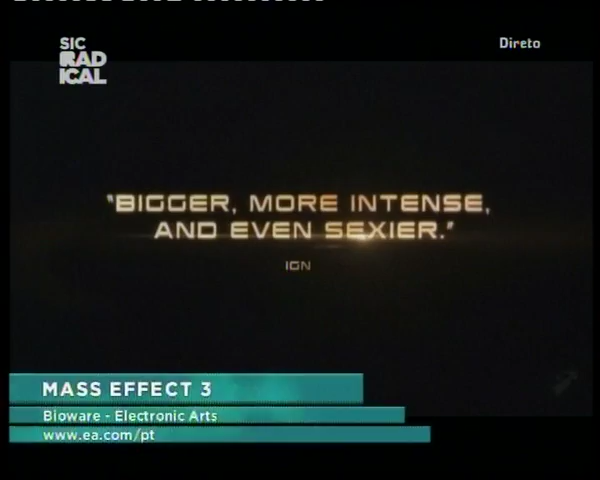 SIC
RAD
ICAL
Direto
"BIGGER, MORE INTENSE,
AND EVEN SEXIER."
IGN
MASS EFFECT 3
Bioware - Electronic Arts
www.ea.com/pt